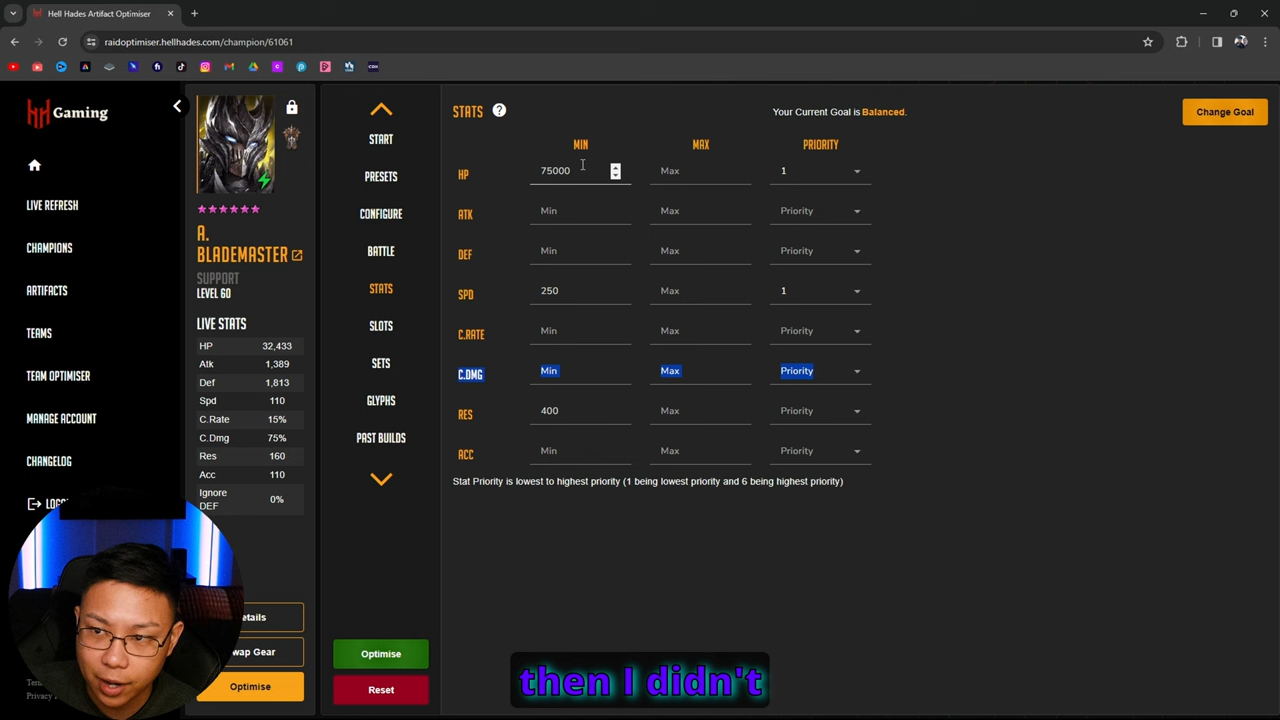 Hell Hades Artifact Optimiser
raidoptimiser.hellhades.com/champion/61061
Gaming
LIVE REFRESH
CHAMPIONS
ARTIFACTS
TEAMS
TEAM OPTIMISER
MANAGE ACCOUNT
CHANGELOG
A. BLADEMASTER
SUPPORT
LEVEL 60
LIVE STATS
HP 32,433
Atk 1,389
Def 1,813
Spd 110
C.Rate 15%
C.Dmg 75%
Res 160
Acc 110
Ignore DEF 0%
Optimise
START
PRESETS
CONFIGURE
BATTLE
STATS
SLOTS
SETS
GLYPHS
PAST BUILDS
Optimise
Reset
STATS ?
Your Current Goal is Balanced.
Change Goal
MIN MAX PRIORITY
HP 75000 Max 1
ATK Min Max Priority
DEF Min Max Priority
SPD 250 Max 1
C.RATE Min Max Priority
C.DMG Min Max Priority
RES 400 Max Priority
ACC Min Max Priority
Stat Priority is lowest to highest priority (1 being lowest priority and 6 being highest priority)
then I didn't